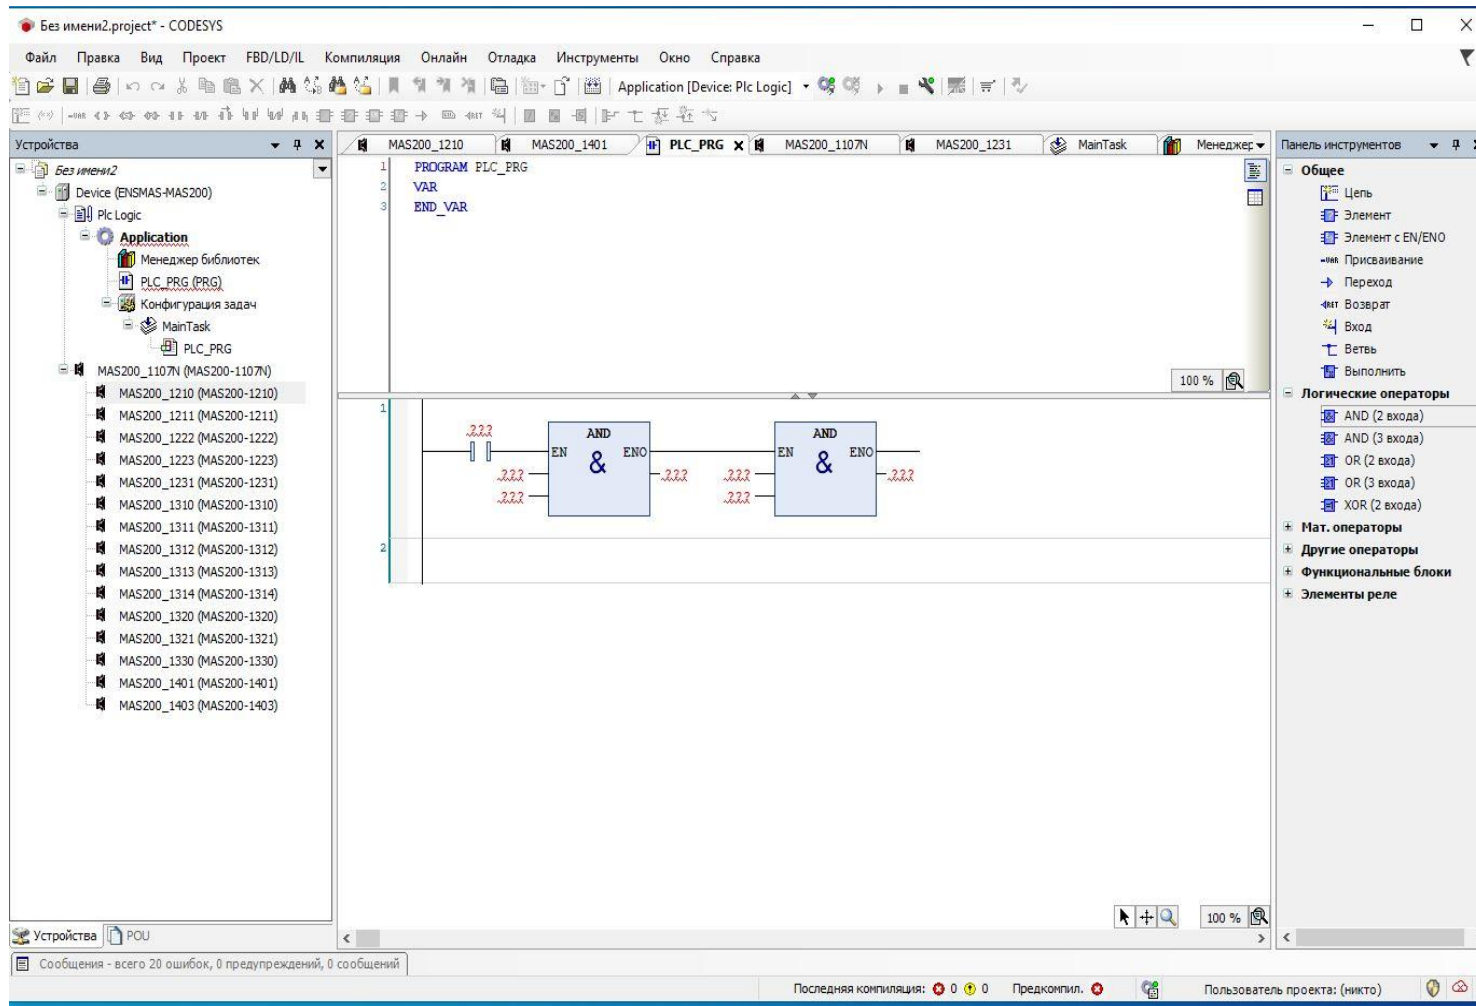 Без имени2.project* - CODESYS
Файл Правка Вид Проект FBD/LD/IL Компиляция Онлайн Отладка Инструменты Окно Справка
Application [Device: Plc Logic]
Устройства
Без имени2
Device (ENSMAS-MAS200)
Plc Logic
Application
Менеджер библиотек
PLC_PRG (PRG)
Конфигурация задач
MainTask
PLC_PRG
MAS200_1107N (MAS200-1107N)
MAS200_1210 (MAS200-1210)
MAS200_1211 (MAS200-1211)
MAS200_1222 (MAS200-1222)
MAS200_1223 (MAS200-1223)
MAS200_1231 (MAS200-1231)
MAS200_1310 (MAS200-1310)
MAS200_1311 (MAS200-1311)
MAS200_1312 (MAS200-1312)
MAS200_1313 (MAS200-1313)
MAS200_1314 (MAS200-1314)
MAS200_1320 (MAS200-1320)
MAS200_1321 (MAS200-1321)
MAS200_1330 (MAS200-1330)
MAS200_1401 (MAS200-1401)
MAS200_1403 (MAS200-1403)
Устройства POU
MAS200_1210 MAS200_1401 PLC_PRG MAS200_1107N MAS200_1231 MainTask Менеджер
1 PROGRAM PLC_PRG
2 VAR
3 END_VAR
100 %
1
???
AND AND
EN ENO EN ENO
& &
??? ??? ??? ???
??? ???
2
100 %
Панель инструментов
Общее
Цепь
Элемент
Элемент с EN/ENO
VAR Присваивание
Переход
RET Возврат
Вход
Ветвь
Выполнить
Логические операторы
AND (2 входа)
AND (3 входа)
OR (2 входа)
OR (3 входа)
XOR (2 входа)
Мат. операторы
Другие операторы
Функциональные блоки
Элементы реле
Сообщения - всего 20 ошибок, 0 предупреждений, 0 сообщений
Последняя компиляция: 0 0 Предкомпил. Пользователь проекта: (никто)